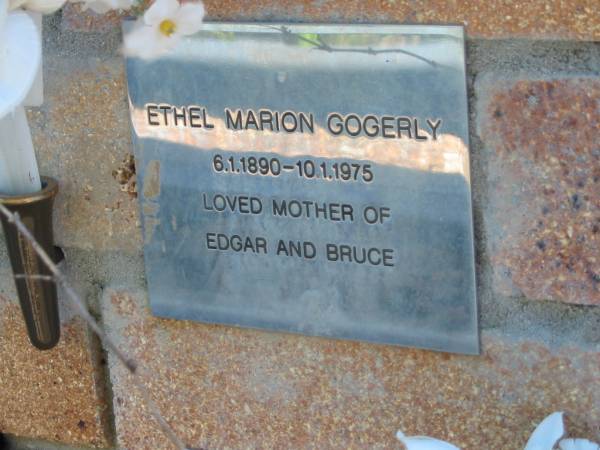 ETHEL MARION GOGERLY
6.1.1890-10.1.1975
LOVED MOTHER OF
EDGAR AND BRUCE